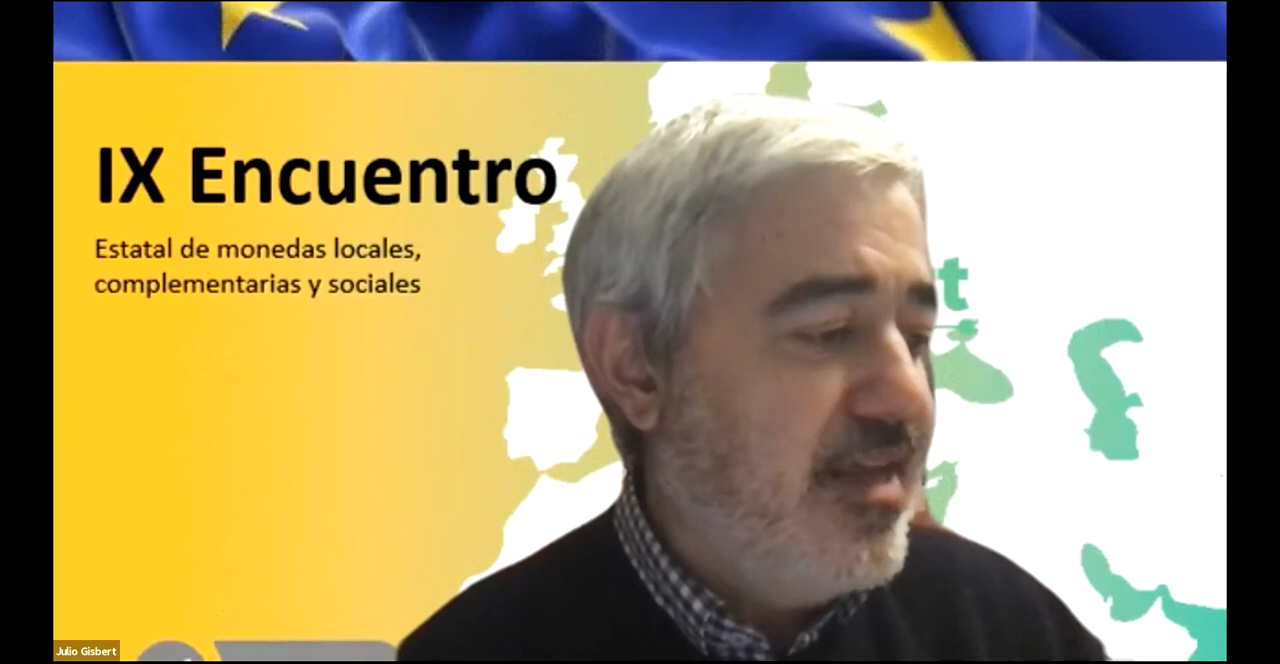 IX Encuentro
Estatal de monedas locales,
complementarias y sociales
t
Julio Gisbert